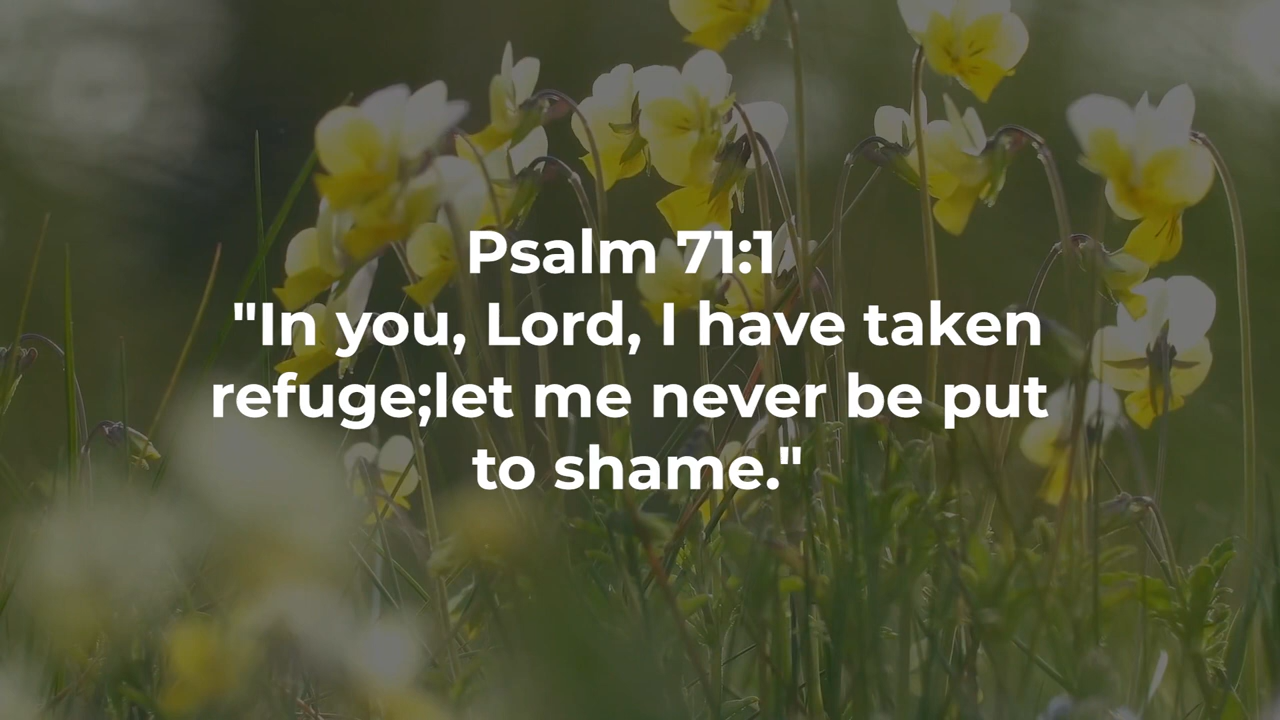 Psalm 71:1
"In you, Lord, I have taken
refuge;let me never be put
to shame."